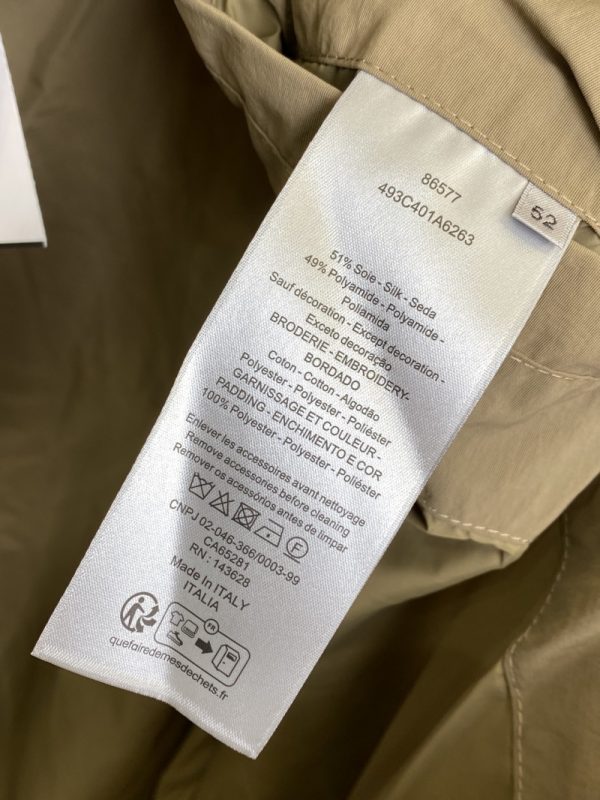 86577
493C401A6263
52
51% Soie - Silk - Seda
49% Polyamide - Polyamide -
Poliamida
Sauf décoration - Except decoration -
Exceto decoração
BRODERIE - EMBROIDERY-
BORDADO
Coton - Cotton - Algodão
Polyester - Polyester - Poliéster
GARNISSAGE ET COULEUR -
PADDING - ENCHIMENTO E COR
100% Polyester - Polyester - Poliéster
Enlever les accessoires avant nettoyage
Remove accessories before cleaning
Remover os acessórios antes de limpar
F
CNPJ 02-046-366/0003-99
CA65281
RN : 143628
Made In ITALY
ITALIA
FR
quefairedemesdechets.fr